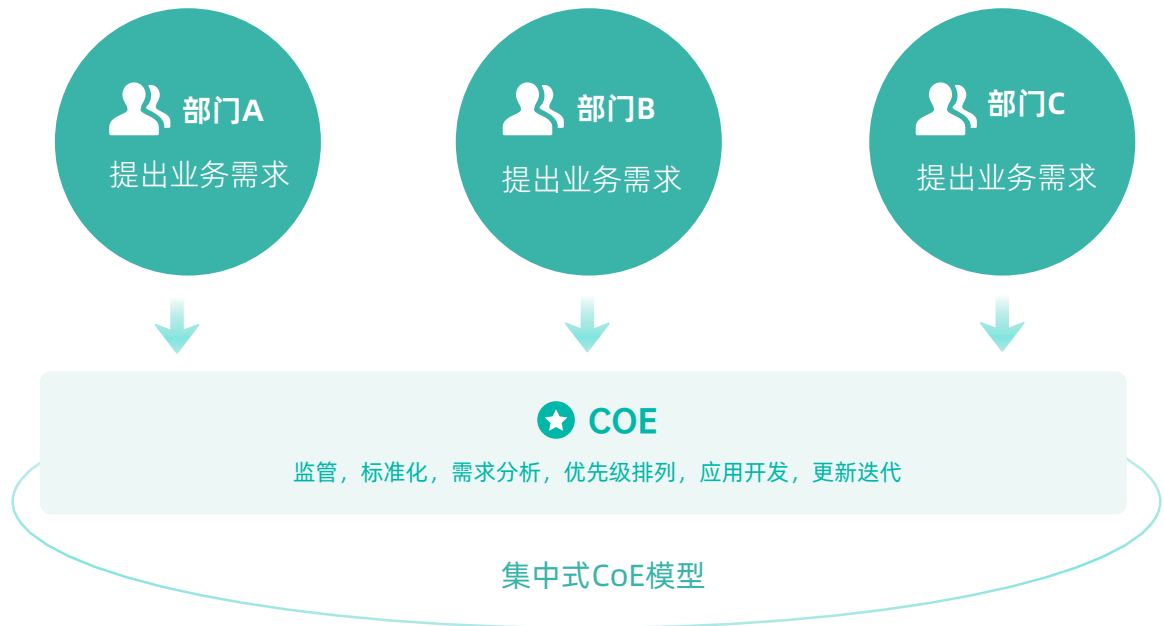 部门A
提出业务需求
部门B
提出业务需求
部门C
提出业务需求
COE
监管，标准化，需求分析，优先级排列，应用开发，更新迭代
集中式CoE模型